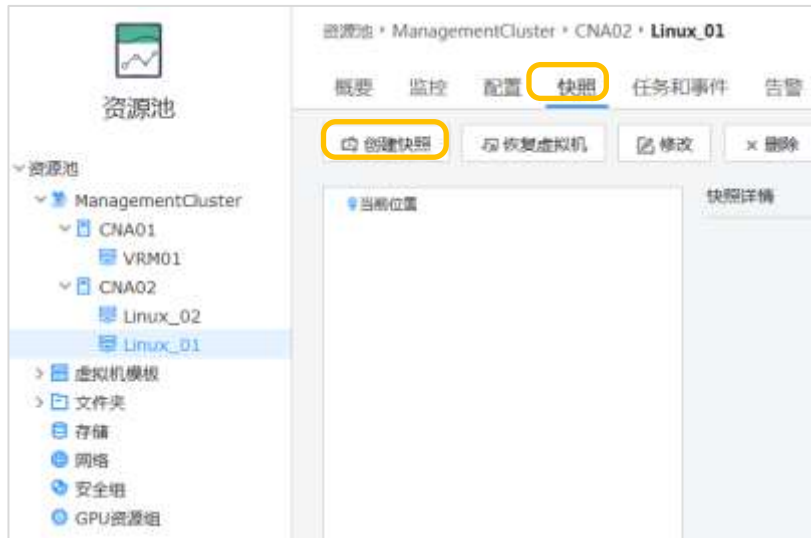 资源池
资源池 • ManagementCluster • CNA02 • Linux_01
概要 监控 配置 快照 任务和事件 告警
创建快照 恢复虚拟机 修改 × 删除
资源池
ManagementCluster
CNA01
VRM01
CNA02
Linux_02
Linux_01
虚拟机模板
文件夹
存储
网络
安全组
GPU资源组
当前位置
快照详情